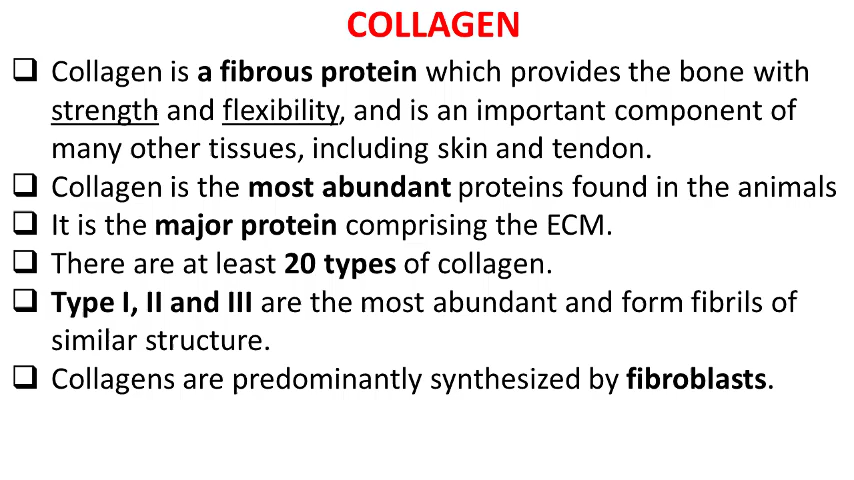 COLLAGEN
❑ Collagen is a fibrous protein which provides the bone with
strength and flexibility, and is an important component of
many other tissues, including skin and tendon.
❑ Collagen is the most abundant proteins found in the animals
❑ It is the major protein comprising the ECM.
❑ There are at least 20 types of collagen.
❑ Type I, II and III are the most abundant and form fibrils of
similar structure.
❑ Collagens are predominantly synthesized by fibroblasts.